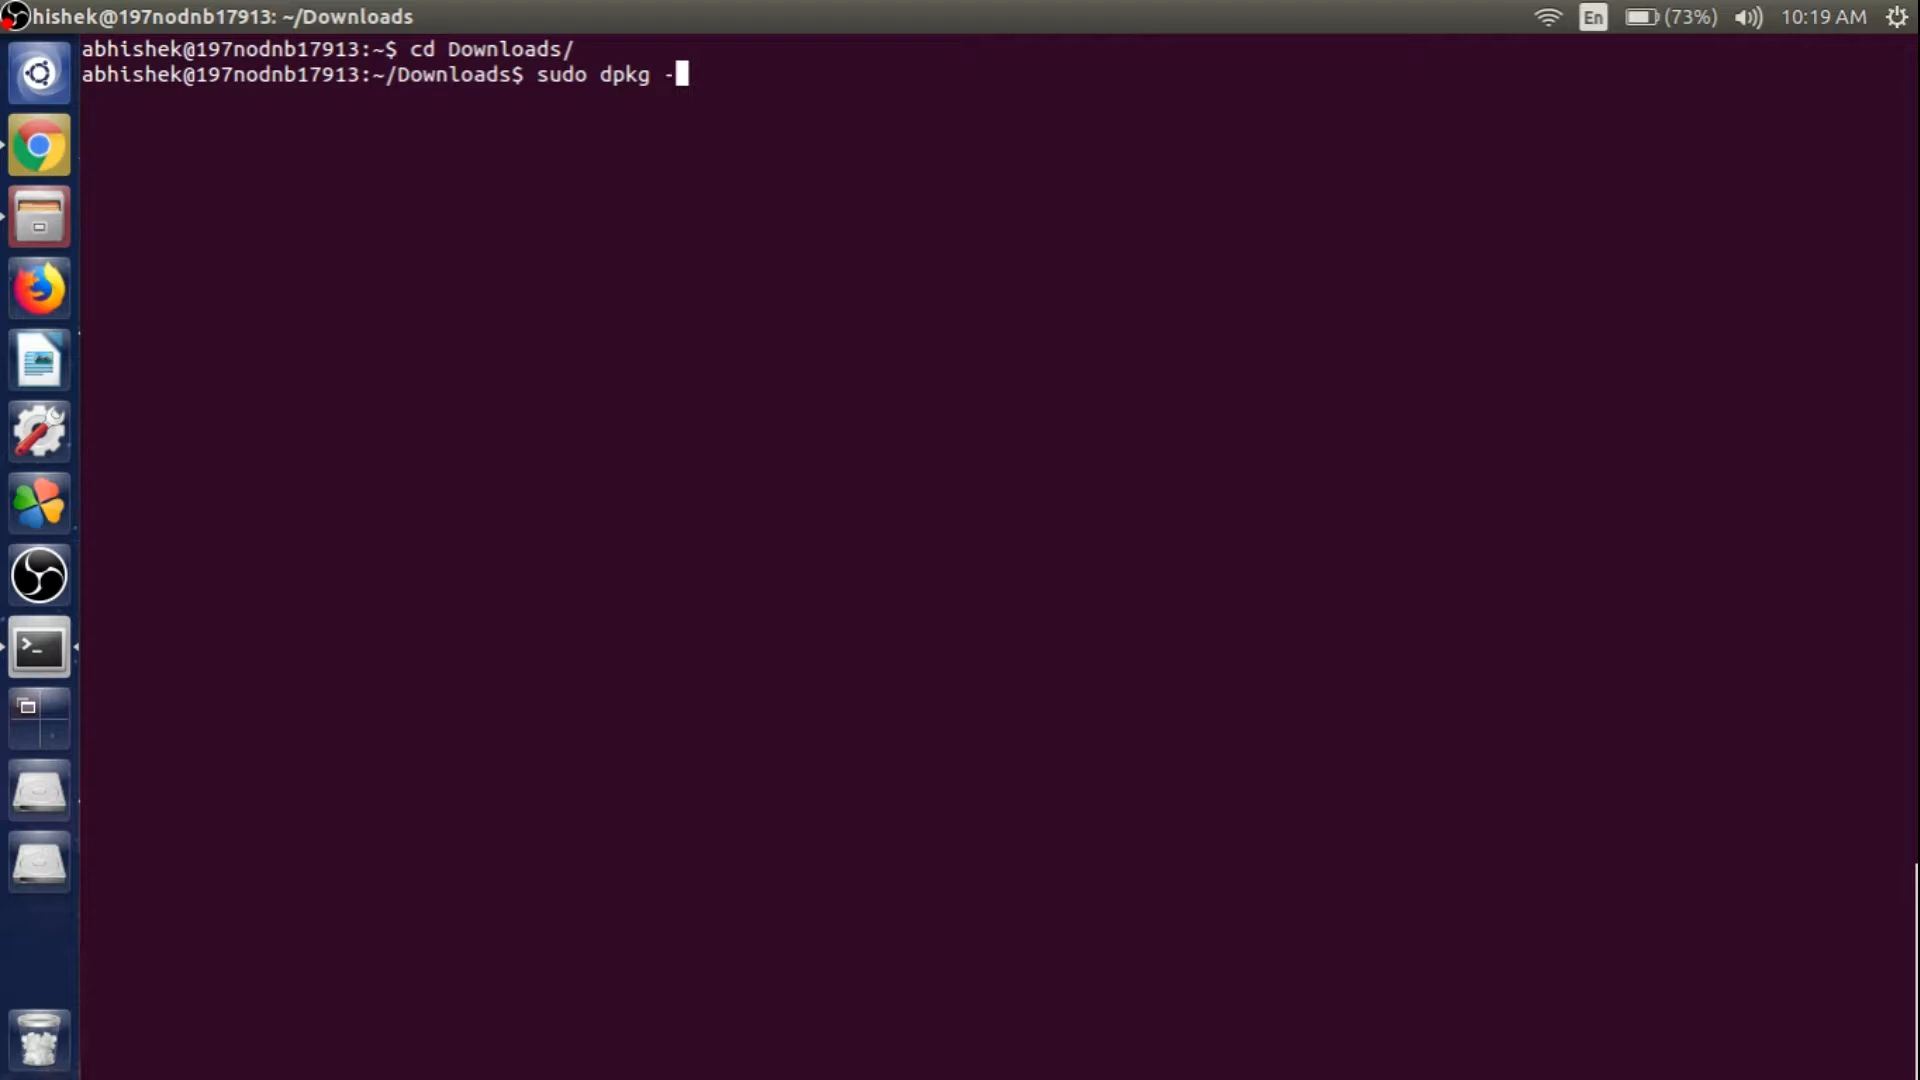 hishek@197nodnb17913: ~/Downloads
En
(73%)
10:19 AM
abhishek@197nodnb17913:~$ cd Downloads/
abhishek@197nodnb17913:~/Downloads$ sudo dpkg -
>_